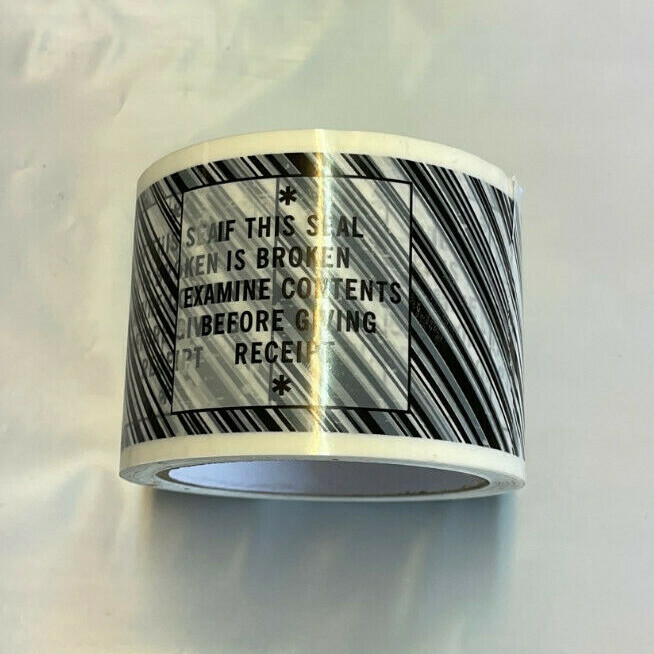 *
IF THIS SEAL
IS BROKEN
EXAMINE CONTENTS
BEFORE GIVING
RECEIPT
*